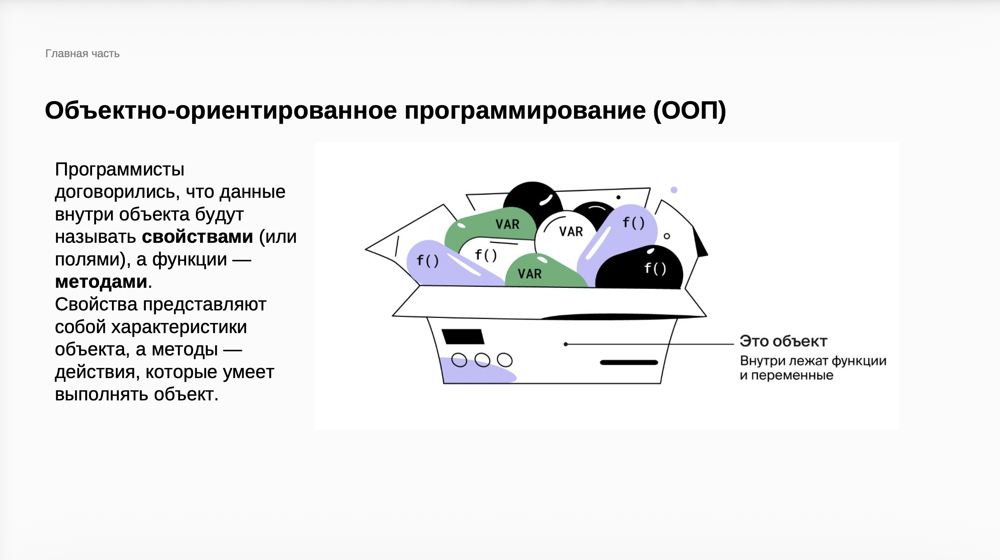 Главная часть
Объектно-ориентированное программирование (ООП)
Программисты
договорились, что данные
внутри объекта будут
называть свойствами (или
полями), а функции —
методами.
Свойства представляют
собой характеристики
объекта, а методы —
действия, которые умеет
выполнять объект.
VAR
VAR
f()
f()
f()
VAR
f()
Это объект
Внутри лежат функции
и переменные